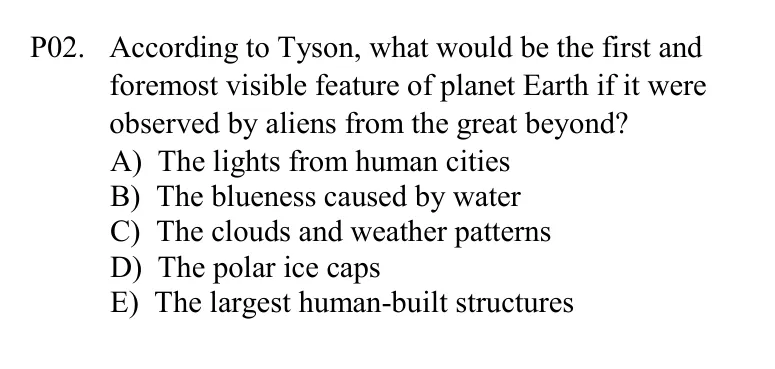 P02. According to Tyson, what would be the first and
foremost visible feature of planet Earth if it were
observed by aliens from the great beyond?
A) The lights from human cities
B) The blueness caused by water
C) The clouds and weather patterns
D) The polar ice caps
E) The largest human-built structures